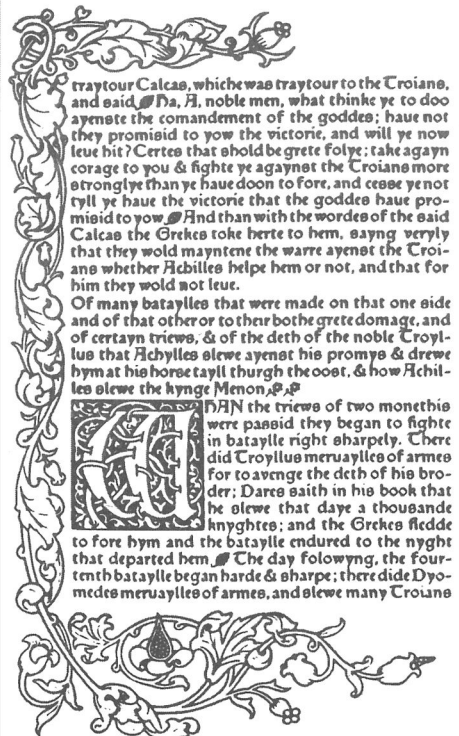 traytour Calcas, whiche was traytour to the Troians,
and said Ha, A, noble men, what thinke ye to doo
ayenste the comandement of the goddes; haue not
they promisid to yow the victorie, and will ye now
leue hit? Certes that shold be grete folye; take agayn
corage to you & fighte ye agaynst the Troians more
stronglye than ye haue doon to fore, and cesse ye not
tyll ye haue the victorie that the goddes haue pro-
misid to yow And than with the wordes of the said
Calcas the Grekes toke herte to hem, sayng veryly
that they wold mayntene the warre ayenst the Troi-
ans whether Achilles helpe hem or not, and that for
him they wold not leue.
Of many bataylles that were made on that one side
and of that other or to their bothe grete domage, and
of certayn triews, & of the deth of the noble Troyl-
lus that Achylles slewe ayenst his promys & drewe
hym at his horse tayll thurgh the oost, & how Achil-
les slewe the kynge Menon
WHAN the triews of two monethis
were passid they began to fighte
in bataylle right sharpely. There
did Troyllus meruaylles of armes
for to avenge the deth of his bro-
der; Dares saith in his book that
he slewe that daye a thousande
knyghtes; and the Grekes fledde
to fore hym and the bataylle endured to the nyght
that departed hem The day folowyng, the four-
tenth bataylle began harde & sharpe; there dide Dyo-
medes meruaylles of armes, and slewe many Troians